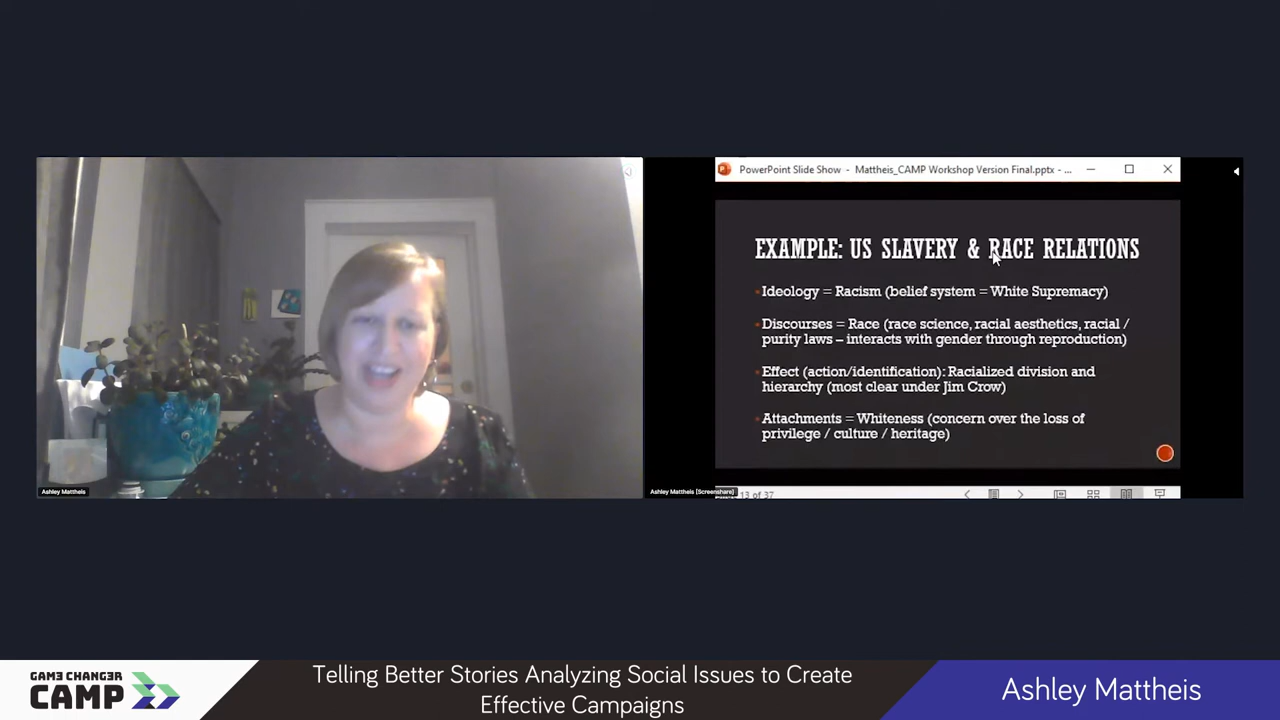 PowerPoint Slide Show - Mattheis_CAMP Workshop Version Final.pptx - ...
EXAMPLE: US SLAVERY & RACE RELATIONS
Ideology = Racism (belief system = White Supremacy)
Discourses = Race (race science, racial aesthetics, racial /
purity laws – interacts with gender through reproduction)
Effect (action/identification): Racialized division and
hierarchy (most clear under Jim Crow)
Attachments = Whiteness (concern over the loss of
privilege / culture / heritage)
Ashley Mattheis
Ashley Mattheis [Screenshare]
13 of 37
GAME CHANGER
CAMP
Telling Better Stories Analyzing Social Issues to Create
Effective Campaigns
Ashley Mattheis